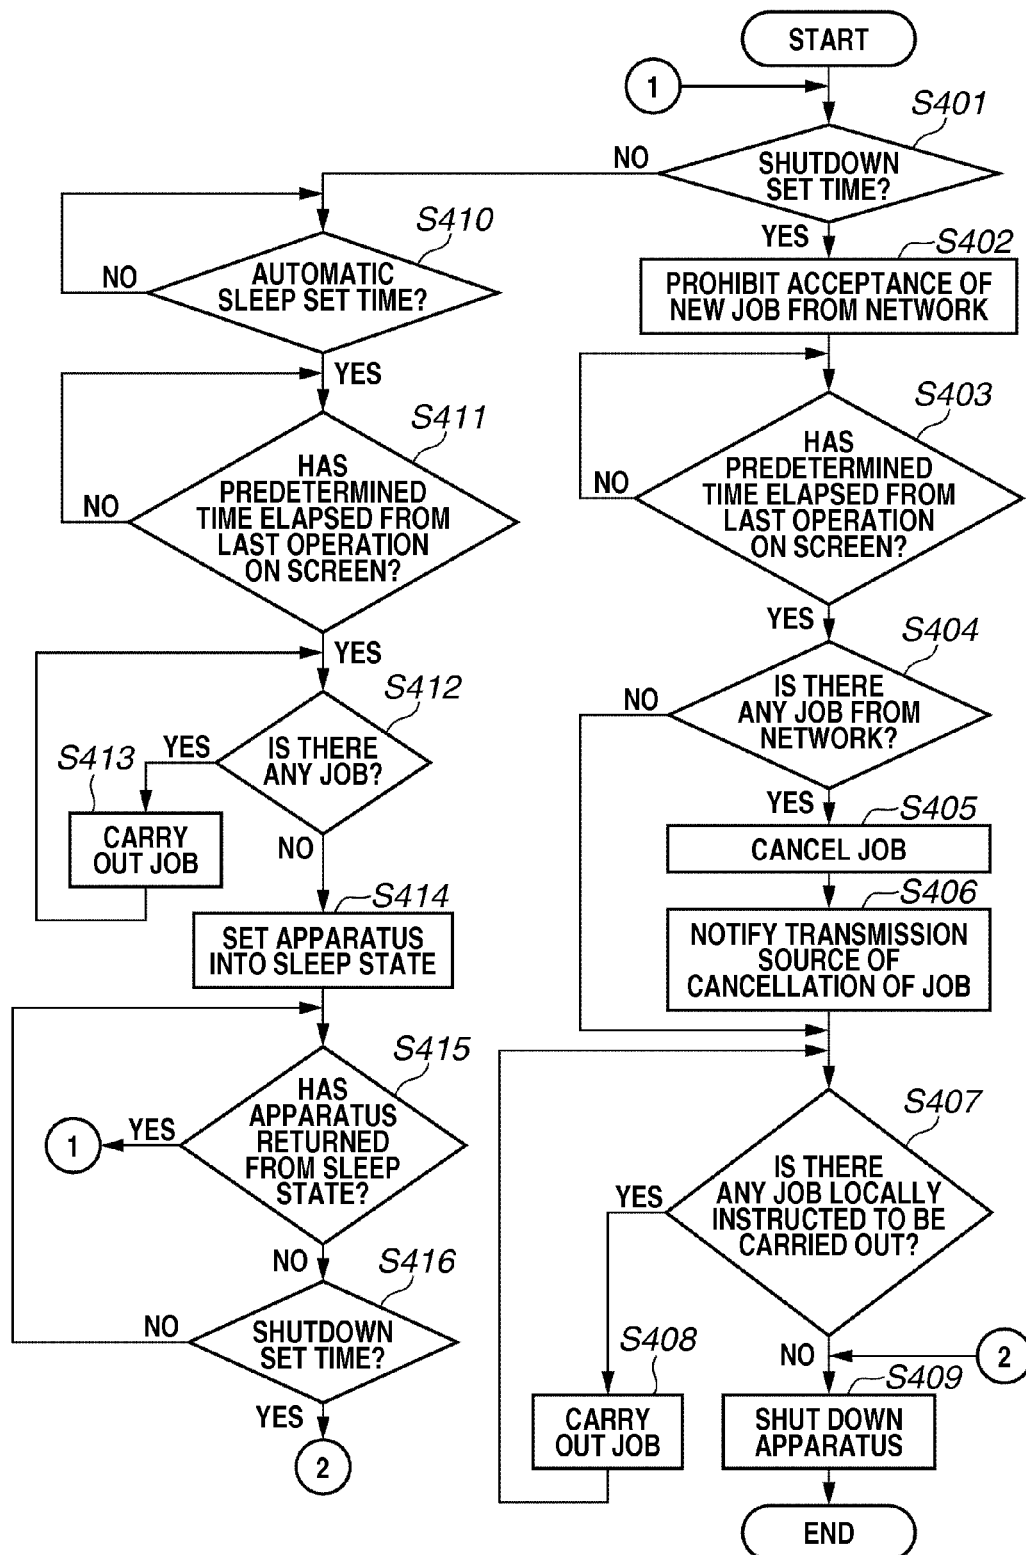 START
1
S401
SHUTDOWN
SET TIME?
NO
YES
S402
PROHIBIT ACCEPTANCE OF
NEW JOB FROM NETWORK
S403
HAS
PREDETERMINED
TIME ELAPSED FROM
LAST OPERATION
ON SCREEN?
NO
YES
S404
IS THERE
ANY JOB FROM
NETWORK?
NO
YES
S405
CANCEL JOB
S406
NOTIFY TRANSMISSION
SOURCE OF
CANCELLATION OF JOB
S407
IS THERE
ANY JOB LOCALLY
INSTRUCTED TO BE
CARRIED OUT?
YES
NO
2
S408
CARRY
OUT JOB
S409
SHUT DOWN
APPARATUS
END
S410
AUTOMATIC
SLEEP SET TIME?
NO
YES
S411
HAS
PREDETERMINED
TIME ELAPSED FROM
LAST OPERATION
ON SCREEN?
NO
YES
S412
IS THERE
ANY JOB?
YES
NO
S413
CARRY
OUT JOB
S414
SET APPARATUS
INTO SLEEP STATE
S415
HAS
APPARATUS
RETURNED
FROM SLEEP
STATE?
YES
1
NO
S416
SHUTDOWN
SET TIME?
NO
YES
2